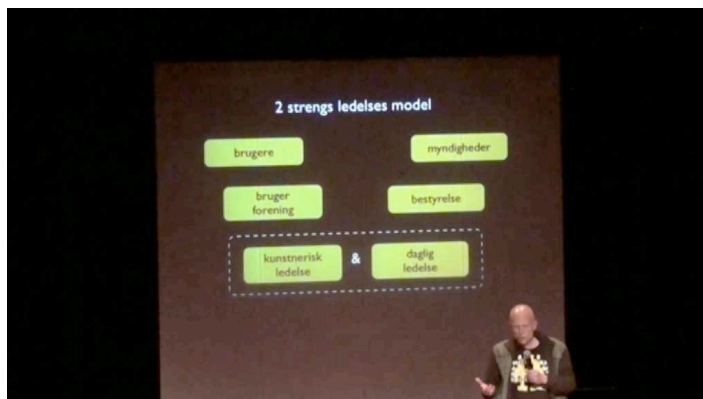 2 strengs ledelses model
brugere
myndigheder
bruger
forening
bestyrelse
kunstnerisk
ledelse
&
daglig
ledelse